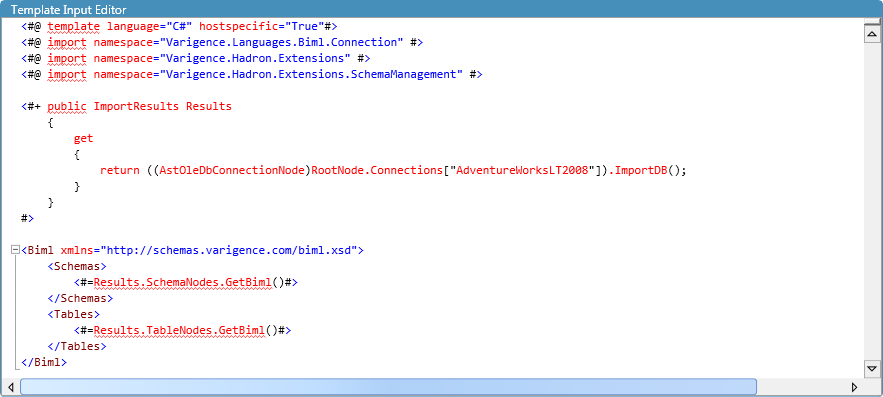 Template Input Editor
<#@ template language="C#" hostspecific="True"#>
<#@ import namespace="Varigence.Languages.Biml.Connection" #>
<#@ import namespace="Varigence.Hadron.Extensions" #>
<#@ import namespace="Varigence.Hadron.Extensions.SchemaManagement" #>
<#+ public ImportResults Results
{
get
{
return ((AstOleDbConnectionNode)RootNode.Connections["AdventureWorksLT2008"]).ImportDB();
}
}
#>
<Biml xmlns="http://schemas.varigence.com/biml.xsd">
<Schemas>
<#=Results.SchemaNodes.GetBiml()#>
</Schemas>
<Tables>
<#=Results.TableNodes.GetBiml()#>
</Tables>
</Biml>